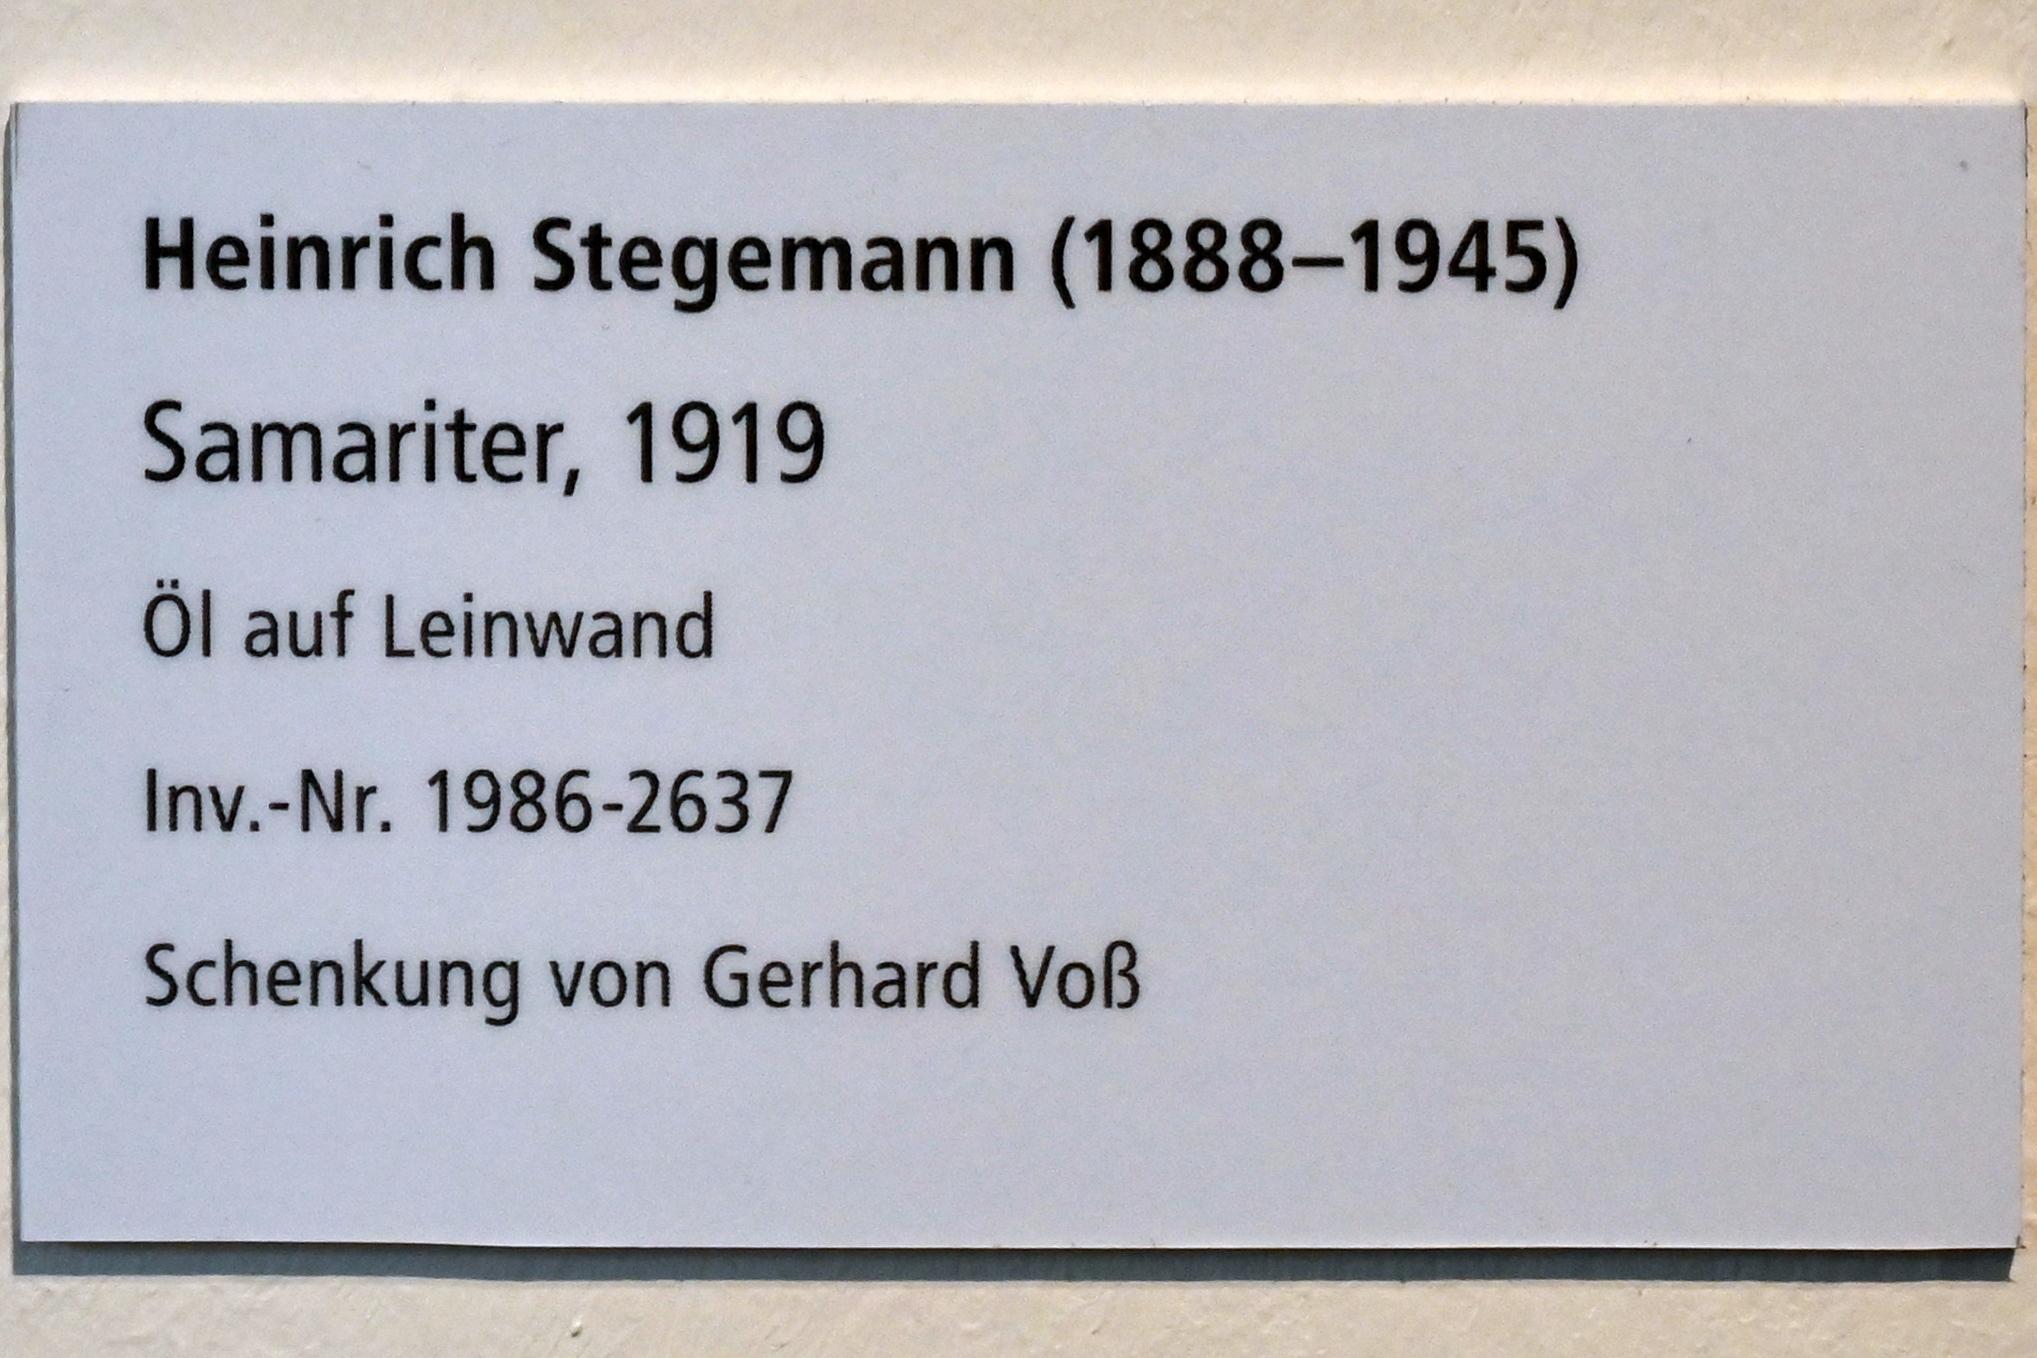 Heinrich Stegemann (1888–1945)
Samariter, 1919
Öl auf Leinwand
Inv.-Nr. 1986-2637
Schenkung von Gerhard Voß